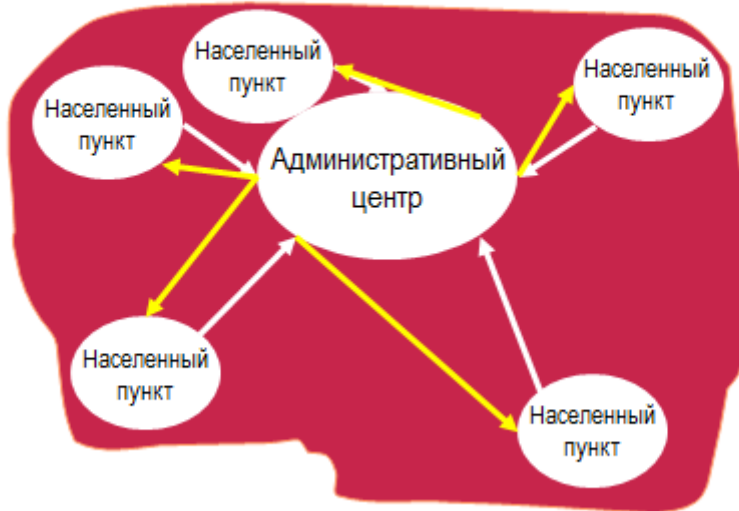 Населенный
пункт
Населенный
пункт
Населенный
пункт
Административный
центр
Населенный
пункт
Населенный
пункт